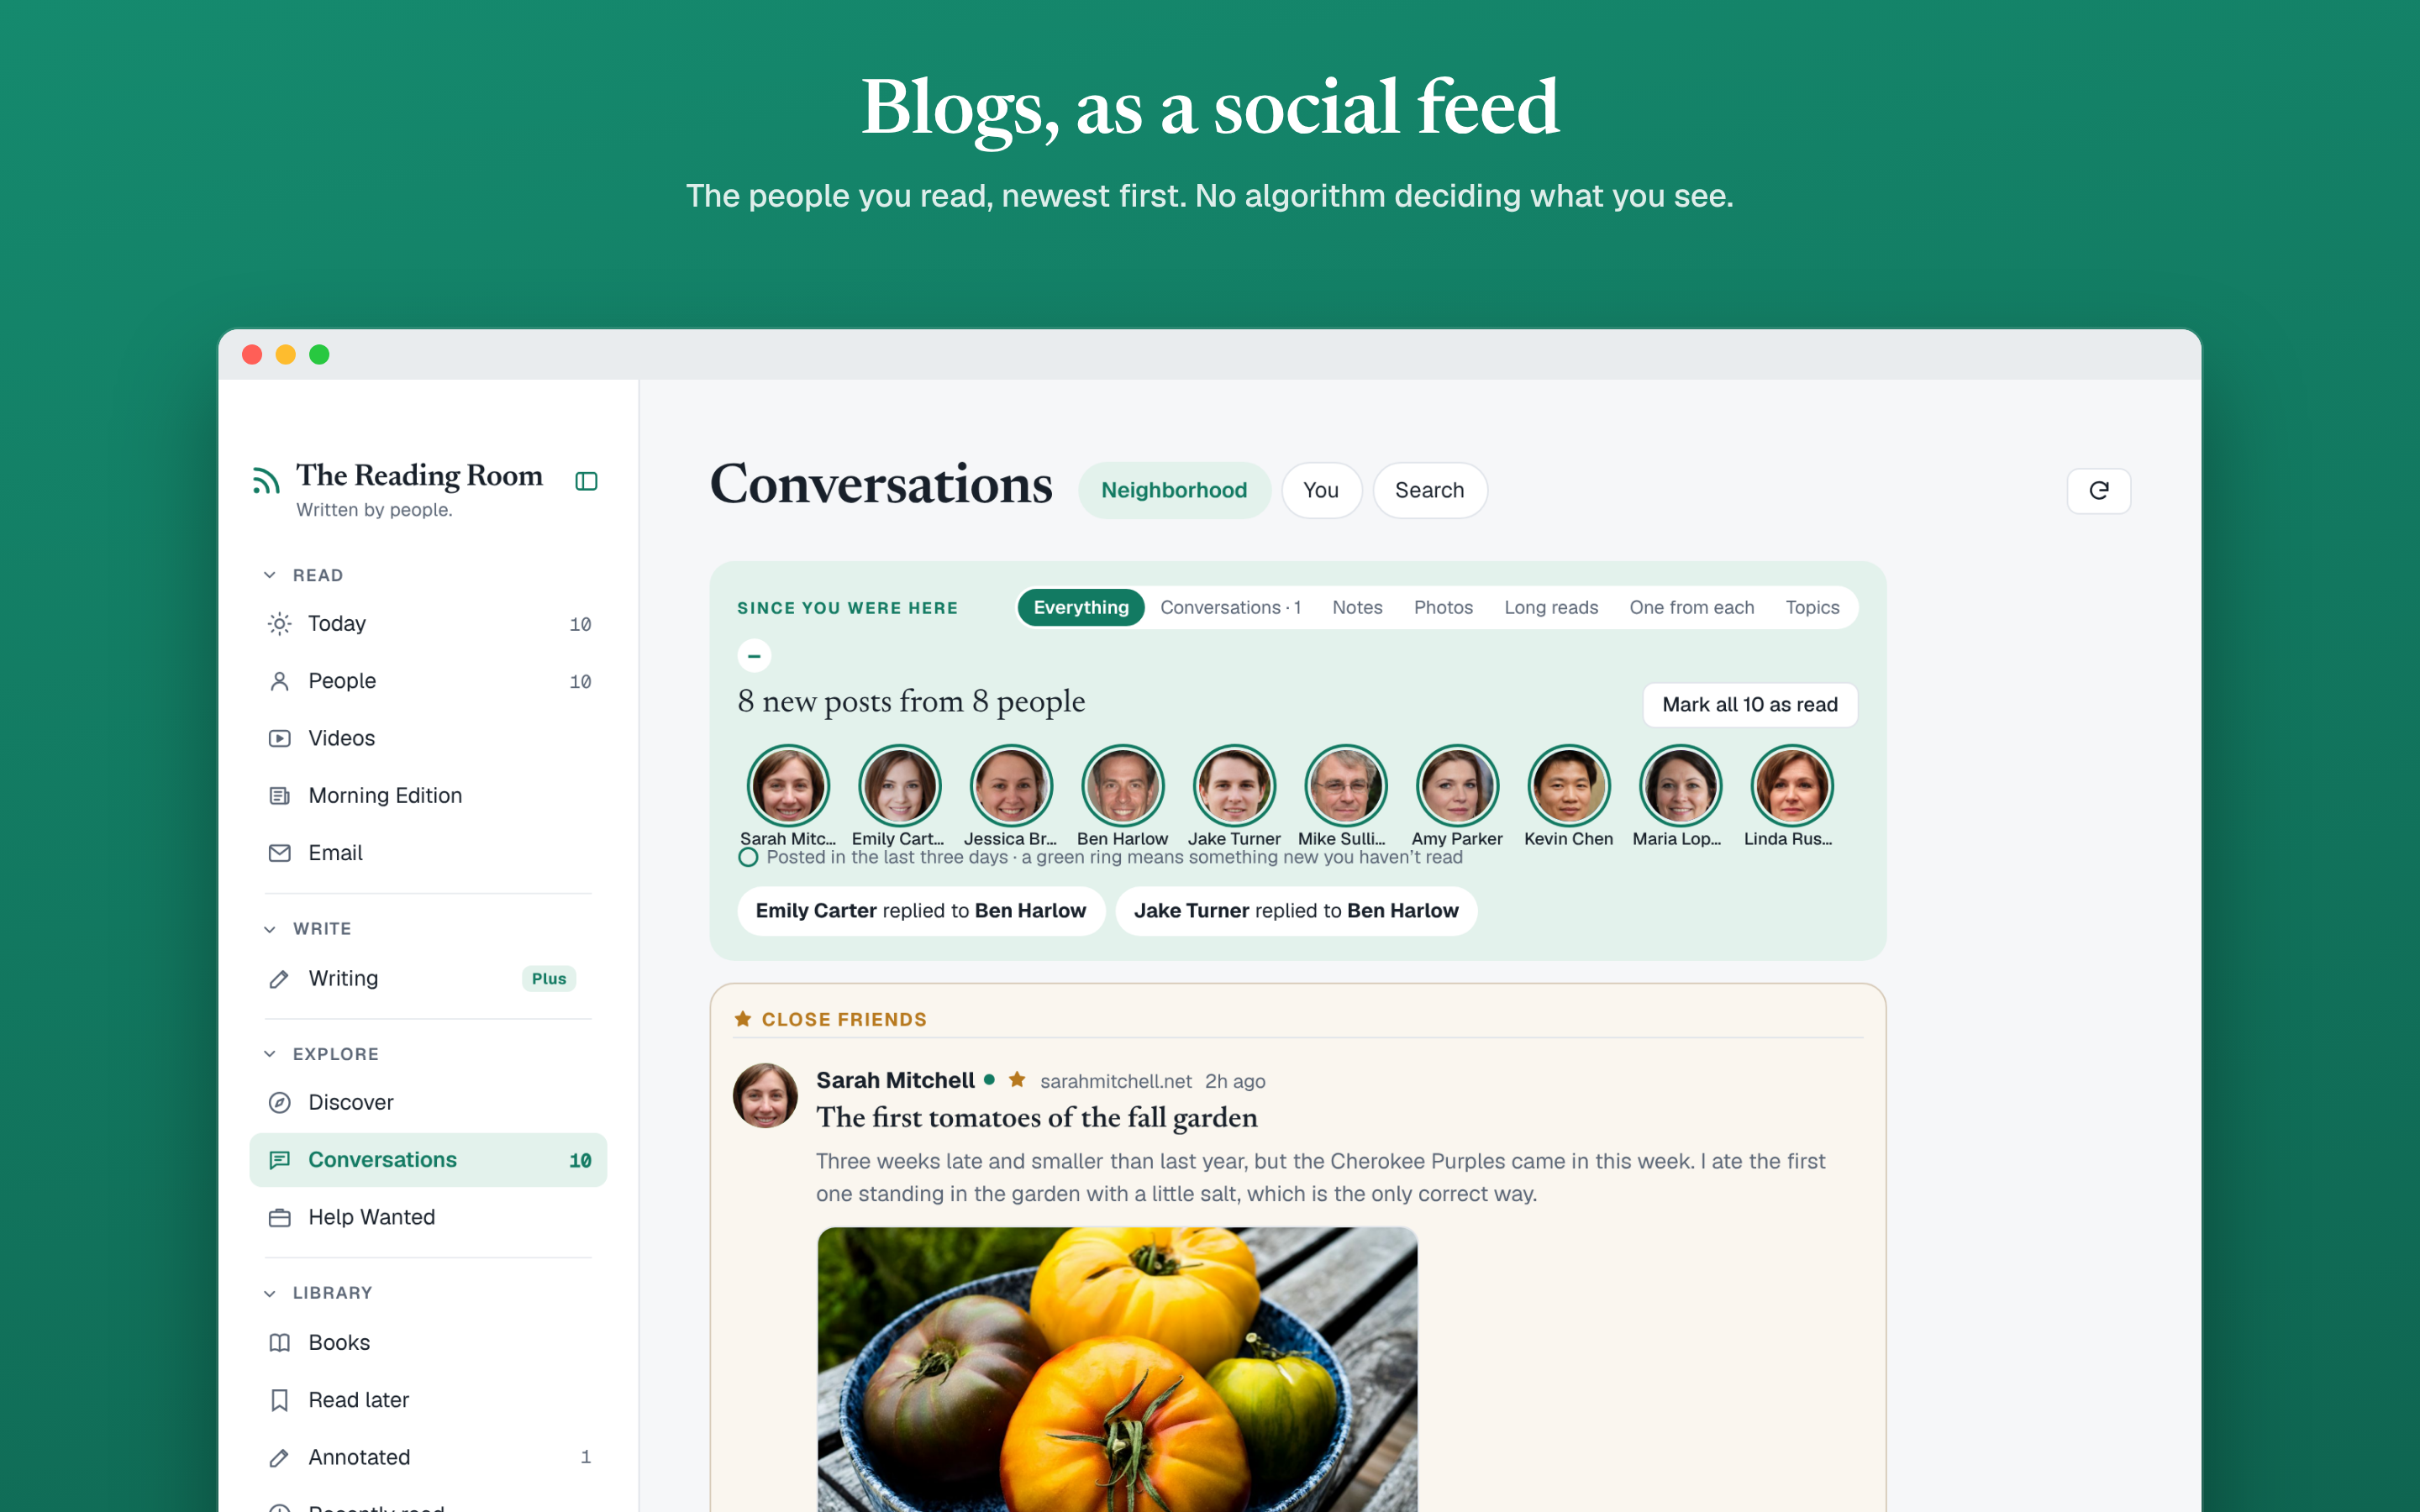 Blogs, as a social feed
The people you read, newest first. No algorithm deciding what you see.
The Reading Room
Written by people.
READ
Today 10
People 10
Videos
Morning Edition
Email
WRITE
Writing Plus
EXPLORE
Discover
Conversations 10
Help Wanted
LIBRARY
Books
Read later
Annotated 1
Conversations Neighborhood You Search
SINCE YOU WERE HERE Everything Conversations · 1 Notes Photos Long reads One from each Topics
8 new posts from 8 people Mark all 10 as read
Sarah Mitc... Emily Cart... Jessica Br... Ben Harlow Jake Turner Mike Sulli... Amy Parker Kevin Chen Maria Lop... Linda Rus...
Posted in the last three days · a green ring means something new you haven’t read
Emily Carter replied to Ben Harlow Jake Turner replied to Ben Harlow
CLOSE FRIENDS
Sarah Mitchell sarahmitchell.net 2h ago
The first tomatoes of the fall garden
Three weeks late and smaller than last year, but the Cherokee Purples came in this week. I ate the first
one standing in the garden with a little salt, which is the only correct way.